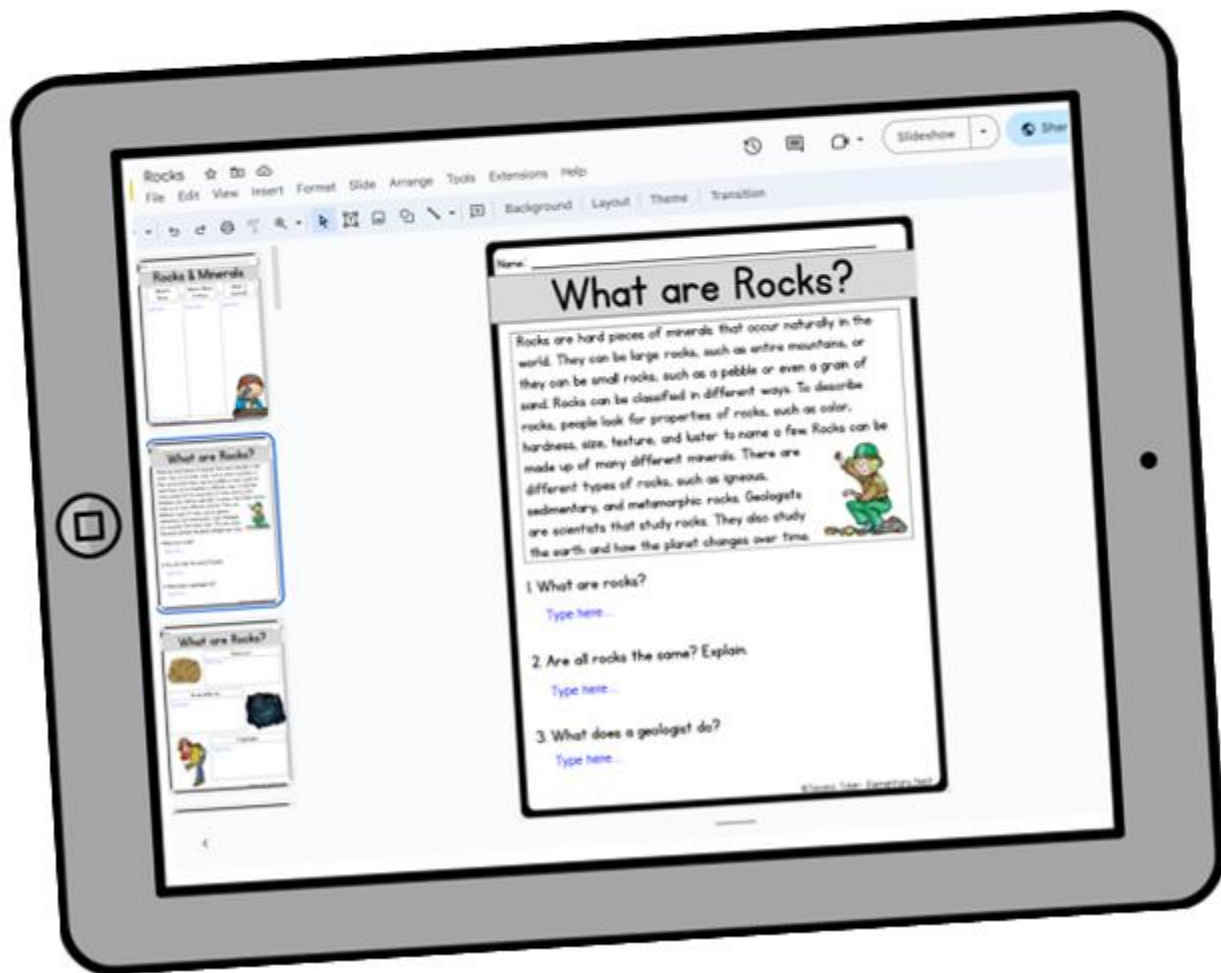 Rocks
File Edit View Insert Format Slide Arrange Tools Extensions Help
Slideshow
Background Layout Theme Transition
Rocks & Minerals
What are Rocks?
What are Rocks?
Name:
What are Rocks?
Rocks are hard pieces of minerals that occur naturally in the
world. They can be large rocks, such as entire mountains, or
they can be small rocks, such as a pebble or even a grain of
sand. Rocks can be classified in different ways. To describe
rocks, people look for properties of rocks, such as color,
hardness, size, texture, and luster to name a few. Rocks can be
made up of many different minerals. There are
different types of rocks, such as igneous,
sedimentary, and metamorphic rocks. Geologists
are scientists that study rocks. They also study
the earth and how the planet changes over time.
1. What are rocks?
Type here...
2. Are all rocks the same? Explain.
Type here...
3. What does a geologist do?
Type here...